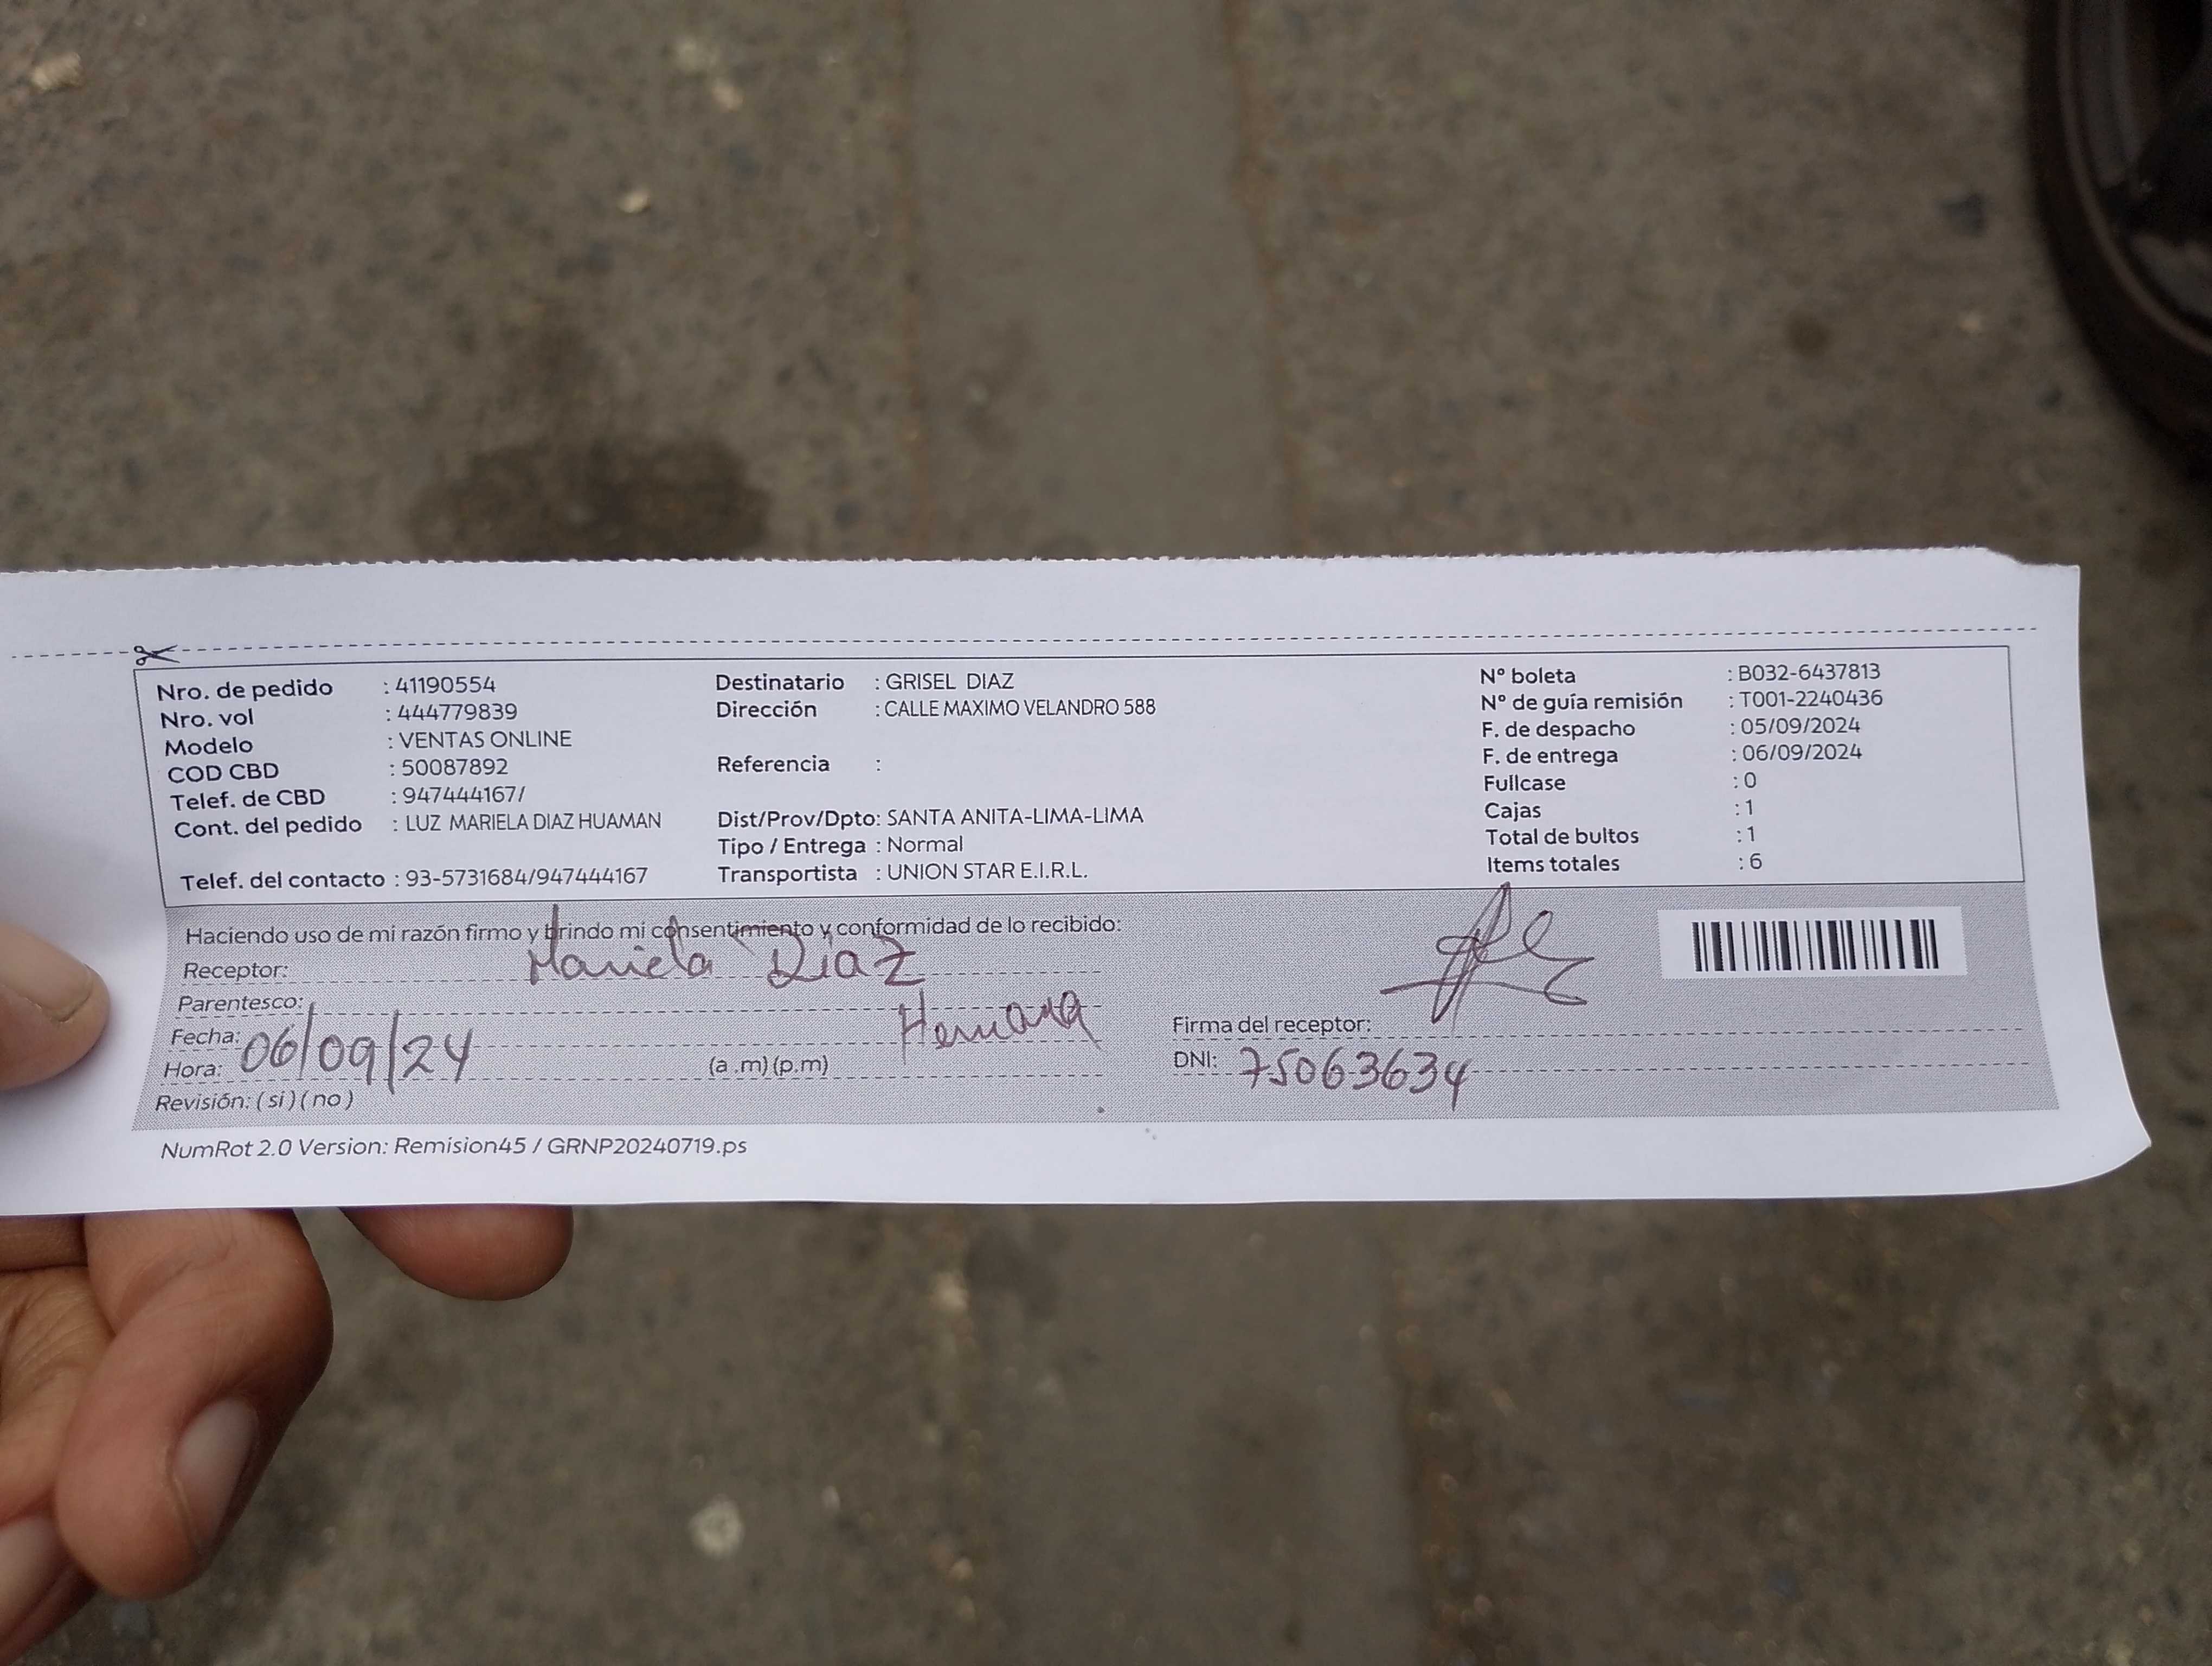 Nro. de pedido : 41190554
Nro. vol : 444779839
Modelo : VENTAS ONLINE
COD CBD : 50087892
Telef. de CBD : 947444167/
Cont. del pedido : LUZ MARIELA DIAZ HUAMAN
Telef. del contacto : 93-5731684/947444167
Destinatario : GRISEL DIAZ
Dirección : CALLE MAXIMO VELANDRO 588
Referencia :
Dist/Prov/Dpto: SANTA ANITA-LIMA-LIMA
Tipo / Entrega : Normal
Transportista : UNION STAR E.I.R.L.
Nº boleta : B032-6437813
Nº de guía remisión : T001-2240436
F. de despacho : 05/09/2024
F. de entrega : 06/09/2024
Fullcase : 0
Cajas : 1
Total de bultos : 1
Items totales : 6
Haciendo uso de mi razón firmo y brindo mi consentimiento y conformidad de lo recibido:
Receptor: Mariela Diaz
Parentesco: Hermana
Fecha: 06/09/24
Hora: (a .m) (p.m)
Revisión: ( si ) ( no )
Firma del receptor:
DNI: 75063634
NumRot 2.0 Version: Remision45 / GRNP20240719.ps